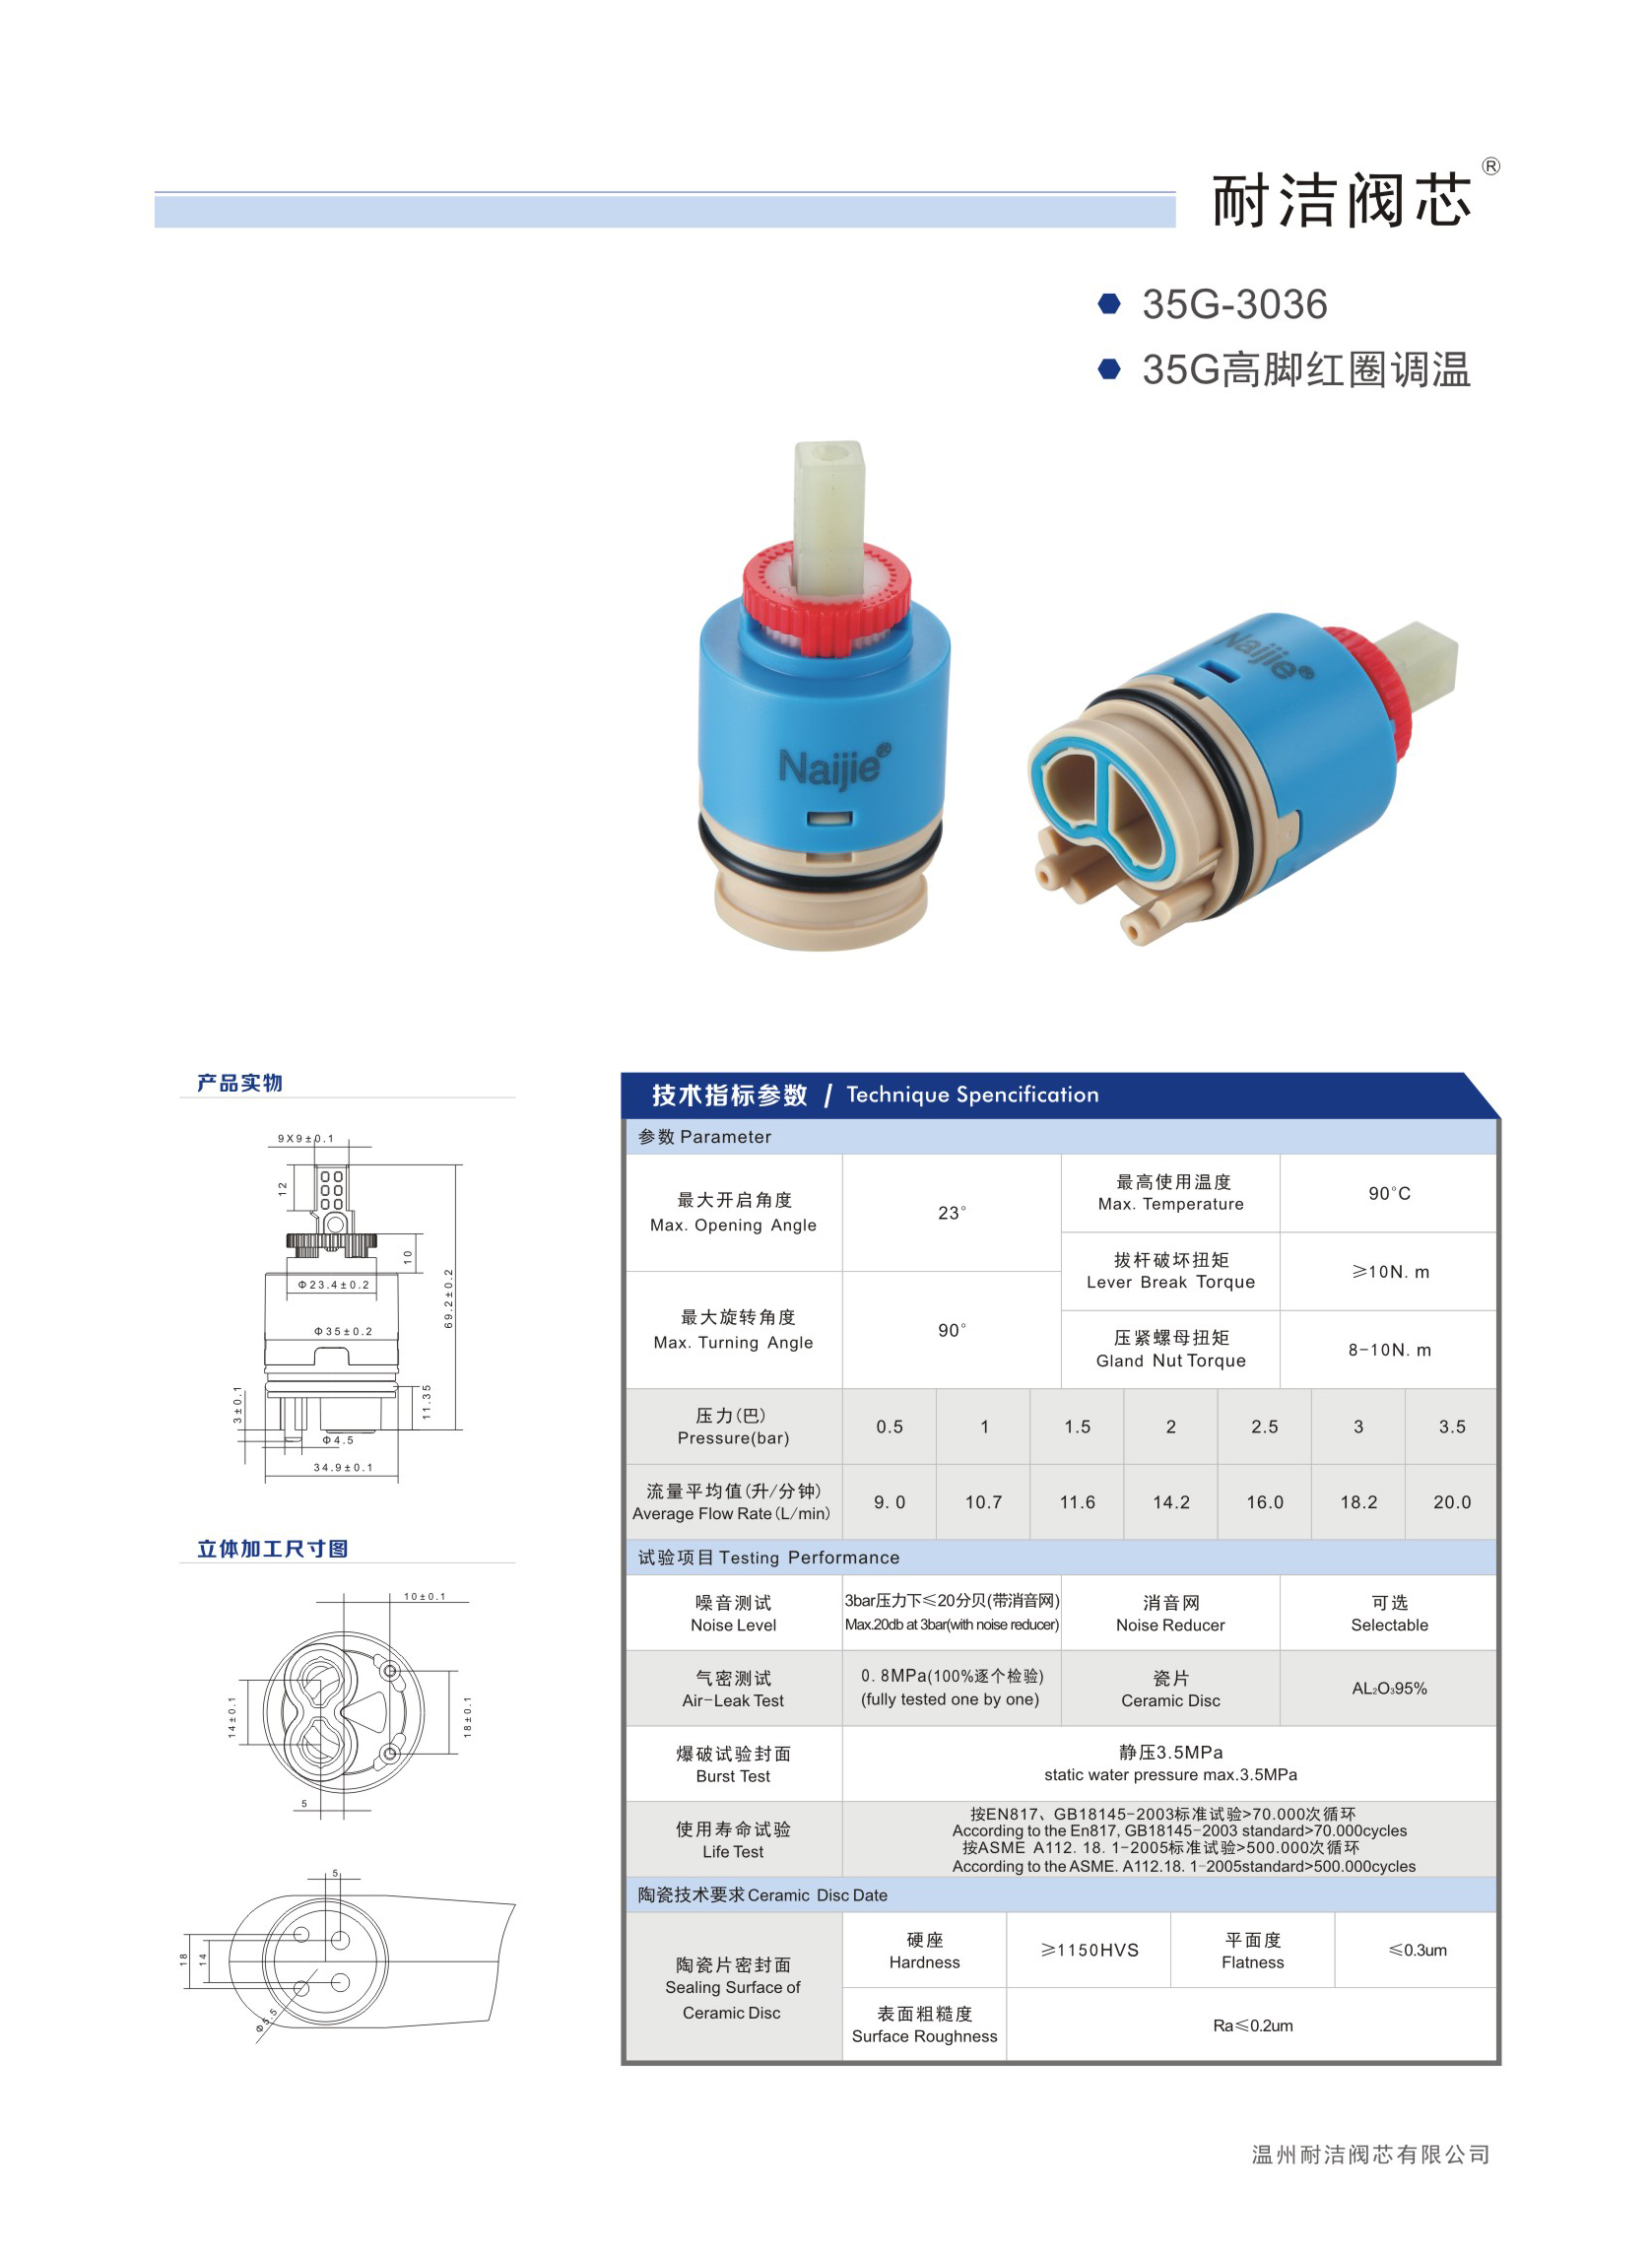 耐洁阀芯®
35G-3036
35G高脚红圈调温
Naijie®
Naijie®
产品实物
9X9±0.1
12
10
Φ23.4±0.2
69.2±0.2
Φ35±0.2
3±0.1
11.35
Φ4.5
34.9±0.1
立体加工尺寸图
10±0.1
14±0.1
18±0.1
5
5
18
14
Φ5.5
技术指标参数 / Technique Spencification
参数 Parameter
最大开启角度
Max. Opening Angle
23°
最高使用温度
Max. Temperature
90°C
拔杆破坏扭矩
Lever Break Torque
≥10N. m
最大旋转角度
Max. Turning Angle
90°
压紧螺母扭矩
Gland Nut Torque
8-10N. m
压力(巴)
Pressure(bar)
0.5 1 1.5 2 2.5 3 3.5
流量平均值(升/分钟)
Average Flow Rate(L/min)
9. 0 10.7 11.6 14.2 16.0 18.2 20.0
试验项目 Testing Performance
噪音测试
Noise Level
3bar压力下≤20分贝(带消音网)
Max.20db at 3bar(with noise reducer)
消音网
Noise Reducer
可选
Selectable
气密测试
Air-Leak Test
0. 8MPa(100%逐个检验)
(fully tested one by one)
瓷片
Ceramic Disc
AL₂O₃95%
爆破试验封面
Burst Test
静压3.5MPa
static water pressure max.3.5MPa
使用寿命试验
Life Test
按EN817、GB18145-2003标准试验>70.000次循环
According to the En817, GB18145-2003 standard>70.000cycles
按ASME A112. 18. 1-2005标准试验>500.000次循环
According to the ASME. A112.18. 1-2005standard>500.000cycles
陶瓷技术要求 Ceramic Disc Date
陶瓷片密封面
Sealing Surface of
Ceramic Disc
硬座
Hardness
≥1150HVS
平面度
Flatness
≤0.3um
表面粗糙度
Surface Roughness
Ra≤0.2um
温州耐洁阀芯有限公司